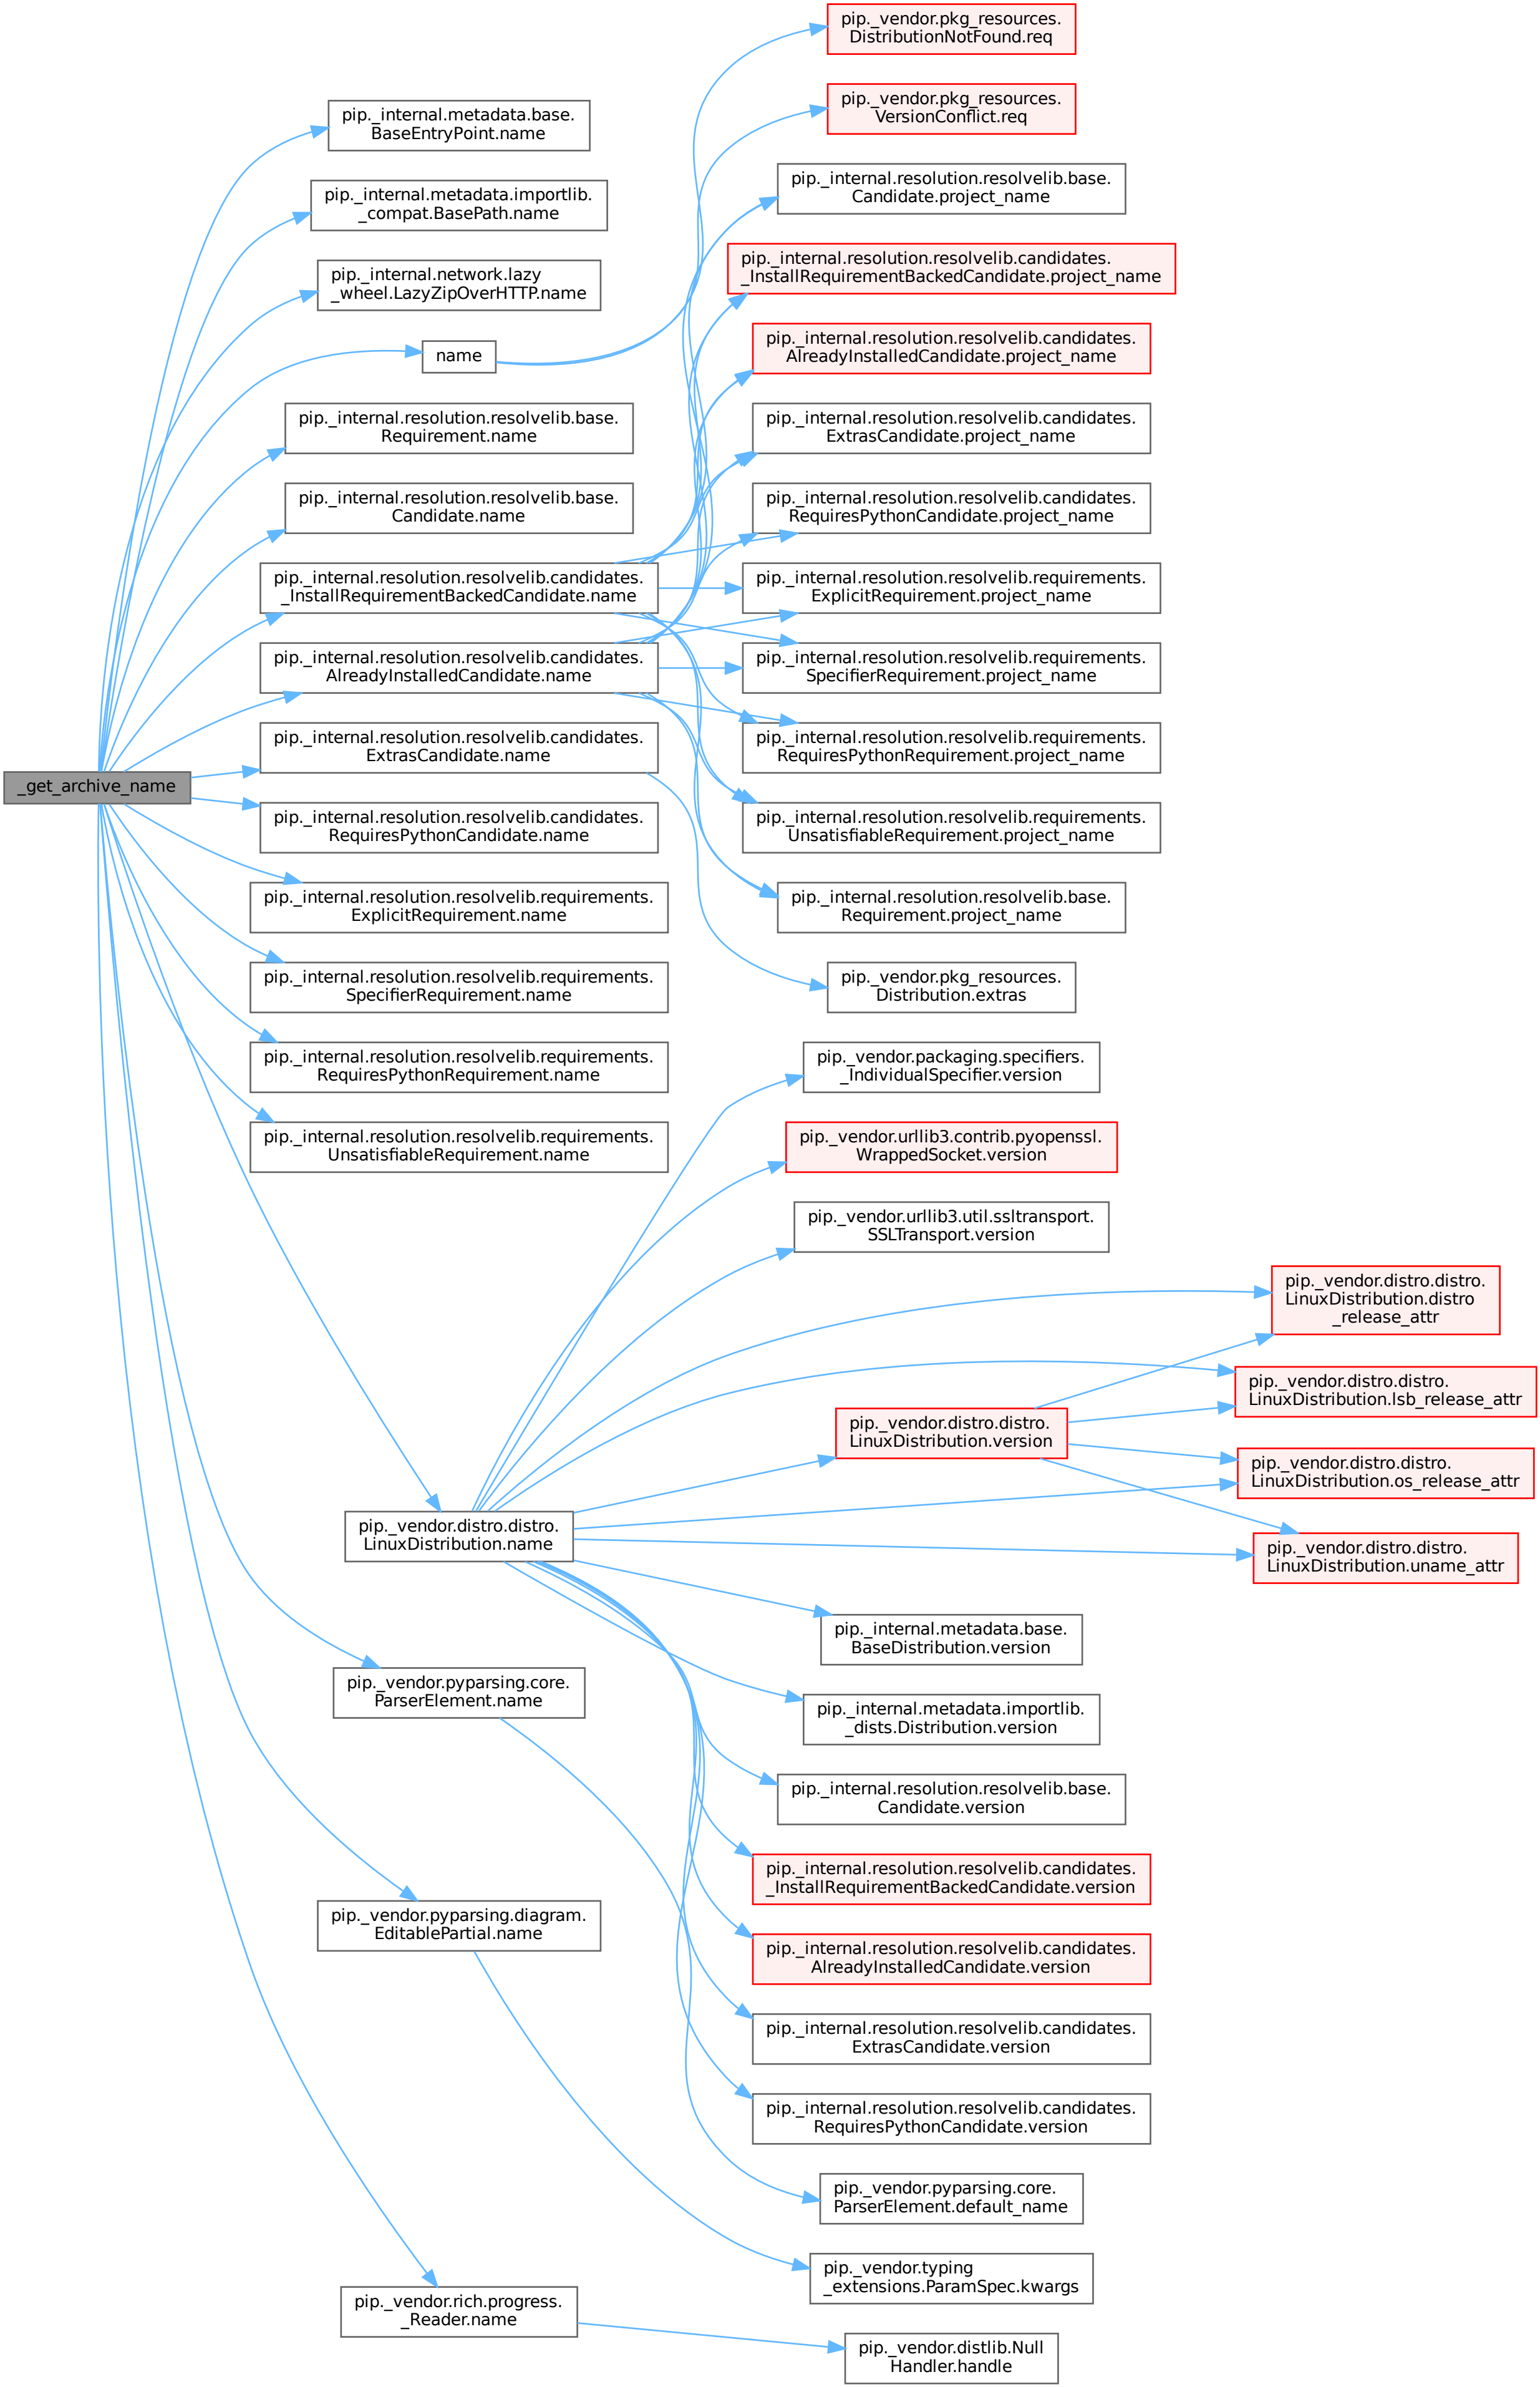 _get_archive_name
pip._internal.metadata.base.
BaseEntryPoint.name
pip._internal.metadata.importlib.
_compat.BasePath.name
pip._internal.network.lazy
_wheel.LazyZipOverHTTP.name
name
pip._internal.resolution.resolvelib.base.
Requirement.name
pip._internal.resolution.resolvelib.base.
Candidate.name
pip._internal.resolution.resolvelib.candidates.
_InstallRequirementBackedCandidate.name
pip._internal.resolution.resolvelib.candidates.
AlreadyInstalledCandidate.name
pip._internal.resolution.resolvelib.candidates.
ExtrasCandidate.name
pip._internal.resolution.resolvelib.candidates.
RequiresPythonCandidate.name
pip._internal.resolution.resolvelib.requirements.
ExplicitRequirement.name
pip._internal.resolution.resolvelib.requirements.
SpecifierRequirement.name
pip._internal.resolution.resolvelib.requirements.
RequiresPythonRequirement.name
pip._internal.resolution.resolvelib.requirements.
UnsatisfiableRequirement.name
pip._vendor.distro.distro.
LinuxDistribution.name
pip._vendor.pyparsing.core.
ParserElement.name
pip._vendor.pyparsing.diagram.
EditablePartial.name
pip._vendor.rich.progress.
_Reader.name
pip._vendor.pkg_resources.
DistributionNotFound.req
pip._vendor.pkg_resources.
VersionConflict.req
pip._internal.resolution.resolvelib.base.
Candidate.project_name
pip._internal.resolution.resolvelib.candidates.
_InstallRequirementBackedCandidate.project_name
pip._internal.resolution.resolvelib.candidates.
AlreadyInstalledCandidate.project_name
pip._internal.resolution.resolvelib.candidates.
ExtrasCandidate.project_name
pip._internal.resolution.resolvelib.candidates.
RequiresPythonCandidate.project_name
pip._internal.resolution.resolvelib.requirements.
ExplicitRequirement.project_name
pip._internal.resolution.resolvelib.requirements.
SpecifierRequirement.project_name
pip._internal.resolution.resolvelib.requirements.
RequiresPythonRequirement.project_name
pip._internal.resolution.resolvelib.requirements.
UnsatisfiableRequirement.project_name
pip._internal.resolution.resolvelib.base.
Requirement.project_name
pip._vendor.pkg_resources.
Distribution.extras
pip._vendor.packaging.specifiers.
_IndividualSpecifier.version
pip._vendor.urllib3.contrib.pyopenssl.
WrappedSocket.version
pip._vendor.urllib3.util.ssltransport.
SSLTransport.version
pip._vendor.distro.distro.
LinuxDistribution.version
pip._internal.metadata.base.
BaseDistribution.version
pip._internal.metadata.importlib.
_dists.Distribution.version
pip._internal.resolution.resolvelib.base.
Candidate.version
pip._internal.resolution.resolvelib.candidates.
_InstallRequirementBackedCandidate.version
pip._internal.resolution.resolvelib.candidates.
AlreadyInstalledCandidate.version
pip._internal.resolution.resolvelib.candidates.
ExtrasCandidate.version
pip._internal.resolution.resolvelib.candidates.
RequiresPythonCandidate.version
pip._vendor.pyparsing.core.
ParserElement.default_name
pip._vendor.typing
_extensions.ParamSpec.kwargs
pip._vendor.distlib.Null
Handler.handle
pip._vendor.distro.distro.
LinuxDistribution.distro
_release_attr
pip._vendor.distro.distro.
LinuxDistribution.lsb_release_attr
pip._vendor.distro.distro.
LinuxDistribution.os_release_attr
pip._vendor.distro.distro.
LinuxDistribution.uname_attr